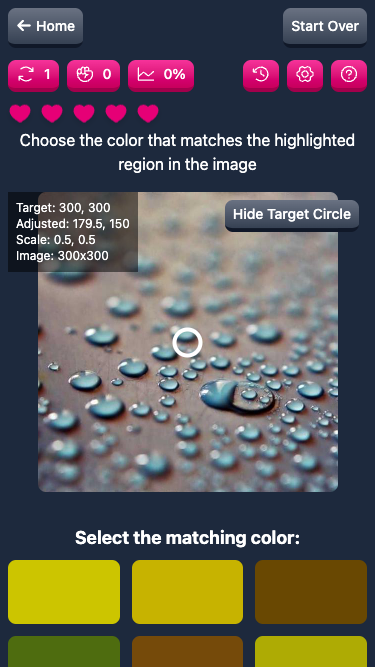 Home
Start Over
1
0
0%
Choose the color that matches the highlighted
region in the image
Target: 300, 300
Adjusted: 179.5, 150
Scale: 0.5, 0.5
Image: 300x300
Hide Target Circle
Select the matching color: